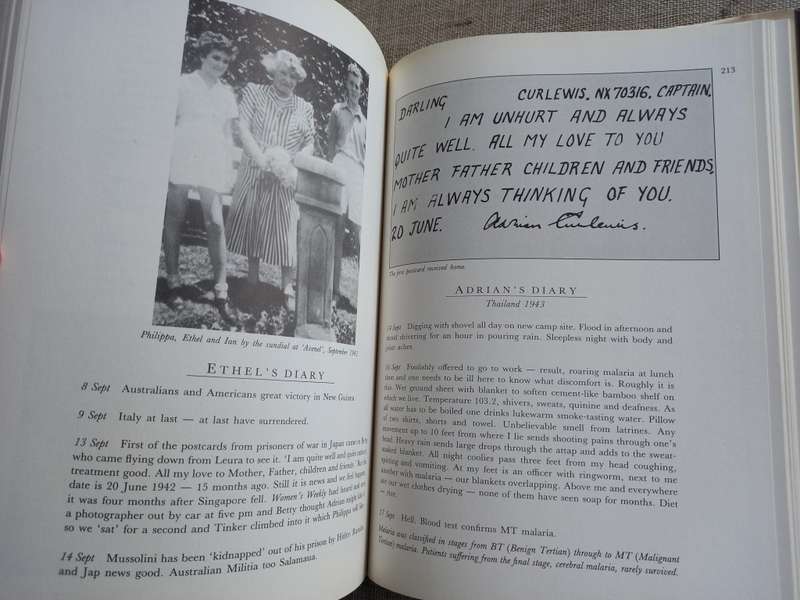 Philippa, Ethel and Ian by the sundial at 'Avenel', September
ETHEL'S DIARY
8 Sept Australians and Americans great victory in New Guinea
9 Sept Italy at last — at last have surrendered.
13 Sept First of the postcards from prisoners of war in Japan came
who came flying down from Leura to see it. 'I am quite well and
treatment good. All my love to Mother, Father, children and friends.'
date is 20 June 1942 — 15 months ago. Still it is news and
it was four months after Singapore fell. Women's Weekly had heard and
a photographer out by car at five pm and Betty thought Adrian might
so we 'sat' for a second and Tinker climbed into it which Philippa
14 Sept Mussolini has been 'kidnapped' out of his prison by Hitler.
and Jap news good. Australian Militia too Salamaua.
213
CURLEWIS. NX70316. CAPTAIN.
DARLING
I AM UNHURT AND ALWAYS
QUITE WELL. ALL MY LOVE TO YOU
MOTHER FATHER CHILDREN AND FRIENDS
I AM ALWAYS THINKING OF YOU.
20 JUNE. Adrian Curlewis.
The first postcard received home.
ADRIAN'S DIARY
Thailand 1943
Sept Digging with shovel all day on new camp site. Flood in afternoon and
shivering for an hour in pouring rain. Sleepless night with body and
aches.
Sept Foolishly offered to go to work — result, roaring malaria at lunch
time and one needs to be ill here to know what discomfort is. Roughly it is
this. Wet ground sheet with blanket to soften cement-like bamboo shelf on
which we live. Temperature 103.2, shivers, sweats, quinine and deafness. As
all water has to be boiled one drinks lukewarm smoke-tasting water. Pillow
of two shirts, shorts and towel. Unbelievable smell from latrines. Any
movement up to 10 feet from where I lie sends shooting pains through one's
head. Heavy rain sends large drops through the attap and adds to the sweat-
soaked blanket. All night coolies pass three feet from my head coughing,
spitting and vomiting. At my feet is an officer with ringworm, next to me
another with malaria — our blankets overlapping. Above me and everywhere
are our wet clothes drying — none of them have seen soap for months. Diet
— rice.
17 Sept Hell. Blood test confirms MT malaria.
Malaria was classified in stages from BT (Benign Tertian) through to MT (Malignant
Tertian) malaria. Patients suffering from the final stage, cerebral malaria, rarely survived.